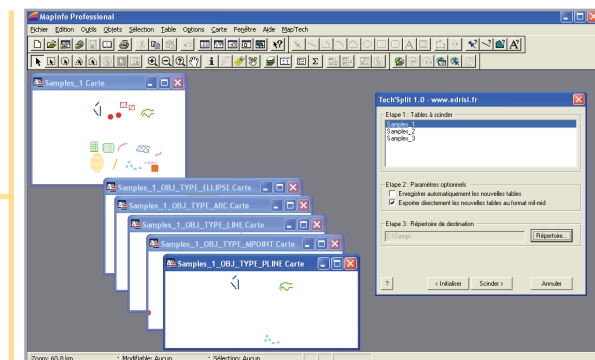 MapInfo Professional
Fichier Edition Outils Objets Sélection Table Options Carte Fenêtre Aide MapTech
Samples_1 Carte
Samples_1_OBJ_TYPE_ELLIPSE Carte
Samples_1_OBJ_TYPE_ARC Carte
Samples_1_OBJ_TYPE_LINE Carte
Samples_1_OBJ_TYPE_MPOINT Carte
Samples_1_OBJ_TYPE_PLINE Carte
Tech'Split 1.0 - www.edrisi.fr
Etape 1 : Tables à scinder
Samples_1
Samples_2
Samples_3
Etape 2 : Paramètres optionnels
Enregistrer automatiquement les nouvelles tables
Exporter directement les nouvelles tables au format mif-mid
Etape 3 : Répertoire de destination
C:\Temp\
Répertoire...
? < Initialiser Scinder > Annuler
Zoom: 60,8 km Modifiable: Aucun Sélection: Aucun